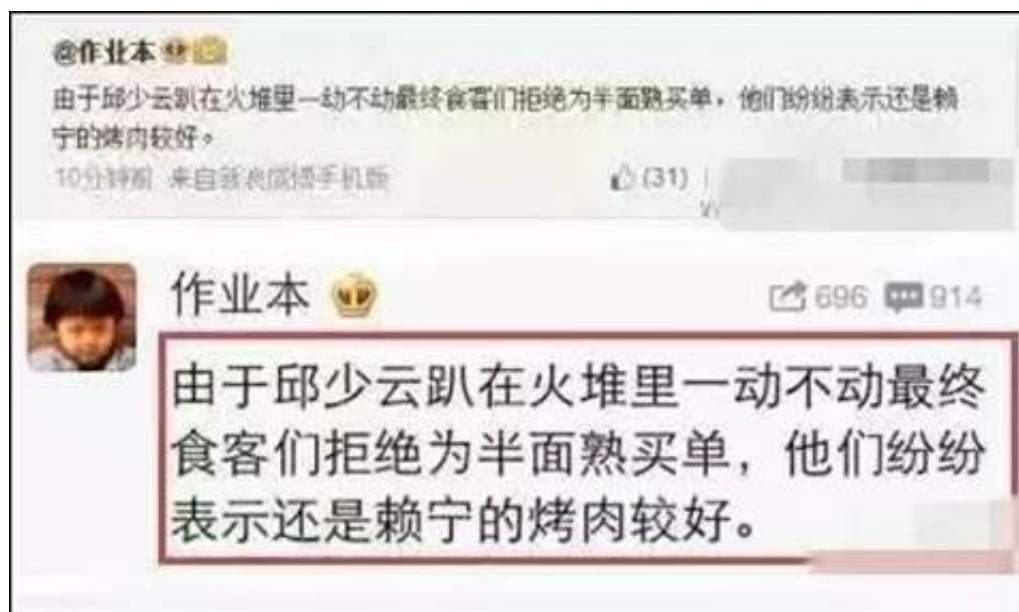 @作业本
由于邱少云趴在火堆里一动不动最终食客们拒绝为半面熟买单，他们纷纷表示还是赖
宁的烤肉较好。
10分钟前 来自新浪微博手机版
(31) |
作业本
696 914
由于邱少云趴在火堆里一动不动最终
食客们拒绝为半面熟买单，他们纷纷
表示还是赖宁的烤肉较好。